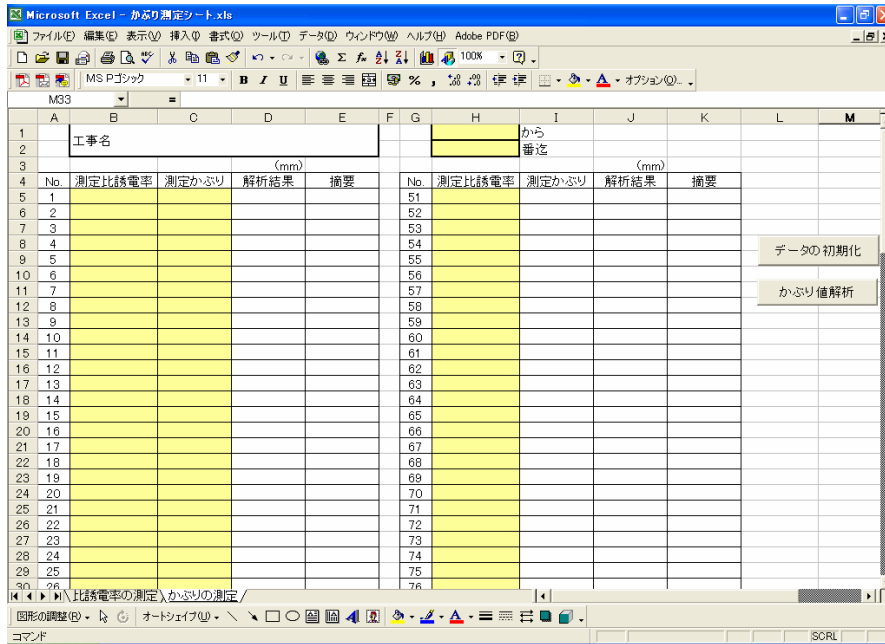 Microsoft Excel - かぶり測定シート.xls
ファイル(F) 編集(E) 表示(V) 挿入(I) 書式(O) ツール(T) データ(D) ウィンドウ(W) ヘルプ(H) Adobe PDF(B)
100%
MS Pゴシック 11 B I U % , オプション(O)...
M33 =
A B C D E F G H I J K L M
1 工事名 から
2 番迄
3 (mm) (mm)
4 No. 測定比誘電率 測定かぶり 解析結果 摘要 No. 測定比誘電率 測定かぶり 解析結果 摘要
5 1 51
6 2 52
7 3 53
8 4 54
データの初期化
9 5 55
10 6 56
11 7 57
かぶり値解析
12 8 58
13 9 59
14 10 60
15 11 61
16 12 62
17 13 63
18 14 64
19 15 65
20 16 66
21 17 67
22 18 68
23 19 69
24 20 70
25 21 71
26 22 72
27 23 73
28 24 74
29 25 75
30 26 76
比誘電率の測定 かぶりの測定
図形の調整(R) オートシェイプ(U)
コマンド SCRL